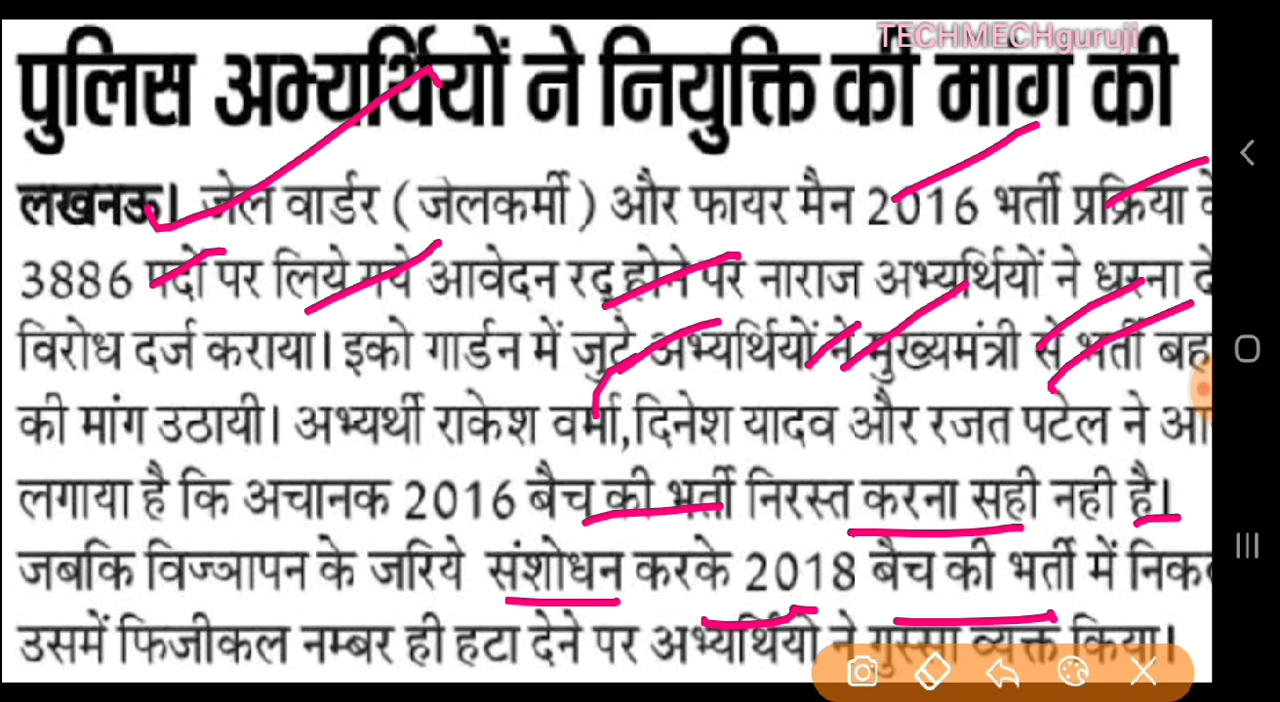 TECHMECHguruji
पुलिस अभ्यर्थियों ने नियुक्ति की मांग की
लखनऊ। जेल वार्डर ( जेलकर्मी ) और फायर मैन 2016 भर्ती प्रक्रिया
3886 पदों पर लिये गये आवेदन रद्द होने पर नाराज अभ्यर्थियों ने धरना
विरोध दर्ज कराया। इको गार्डन में जुटे अभ्यर्थियों ने मुख्यमंत्री से भर्ती
की मांग उठायी। अभ्यर्थी राकेश वर्मा,दिनेश यादव और रजत पटेल ने
लगाया है कि अचानक 2016 बैच की भर्ती निरस्त करना सही नही है।
जबकि विज्ञापन के जरिये संशोधन करके 2018 बैच की भर्ती में
उसमें फिजीकल नम्बर ही हटा देने पर अभ्यर्थियों ने गुस्सा व्यक्त किया।